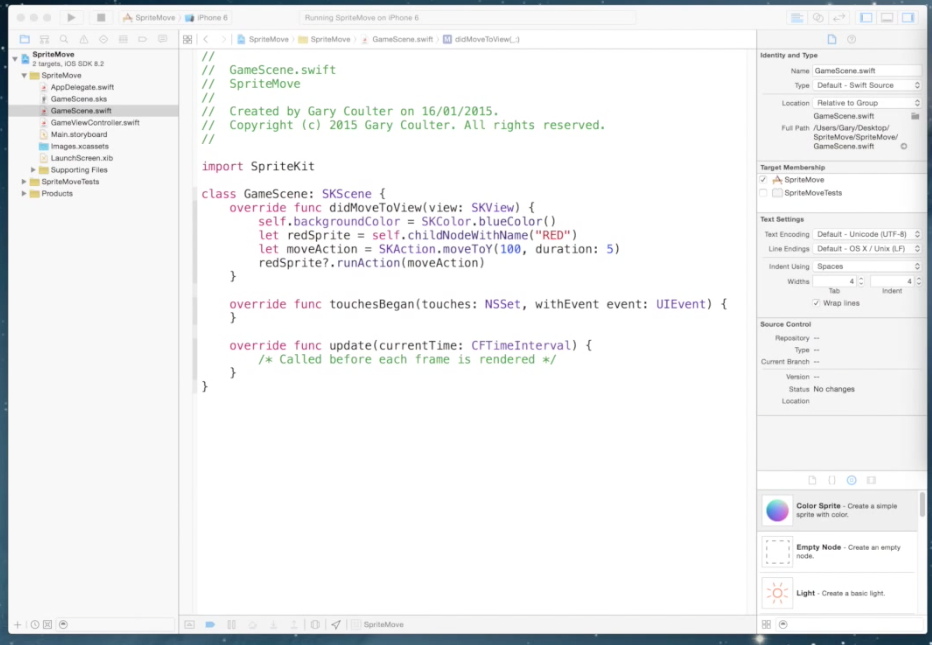 SpriteMove
iPhone 6
Running SpriteMove on iPhone 6
SpriteMove
SpriteMove
GameScene.swift
didMoveToView(_:)
SpriteMove
2 targets, iOS SDK 8.2
SpriteMove
AppDelegate.swift
GameScene.sks
GameScene.swift
GameViewController.swift
Main.storyboard
Images.xcassets
LaunchScreen.xib
Supporting Files
SpriteMoveTests
Products
//
//  GameScene.swift
//  SpriteMove
//
//  Created by Gary Coulter on 16/01/2015.
//  Copyright (c) 2015 Gary Coulter. All rights reserved.
//
import SpriteKit
class GameScene: SKScene {
    override func didMoveToView(view: SKView) {
        self.backgroundColor = SKColor.blueColor()
        let redSprite = self.childNodeWithName("RED")
        let moveAction = SKAction.moveToY(100, duration: 5)
        redSprite?.runAction(moveAction)
    }
    override func touchesBegan(touches: NSSet, withEvent event: UIEvent) {
    }
    override func update(currentTime: CFTimeInterval) {
        /* Called before each frame is rendered */
    }
}
SpriteMove
Identity and Type
Name GameScene.swift
Type Default - Swift Source
Location Relative to Group
GameScene.swift
Full Path /Users/Gary/Desktop/
SpriteMove/SpriteMove/
GameScene.swift
Target Membership
SpriteMove
SpriteMoveTests
Text Settings
Text Encoding Default - Unicode (UTF-8)
Line Endings Default - OS X / Unix (LF)
Indent Using Spaces
Widths 4 4
Tab Indent
Wrap lines
Source Control
Repository --
Type --
Current Branch --
Version --
Status No changes
Location
Color Sprite - Create a simple
sprite with color.
Empty Node - Create an empty
node.
Light - Create a basic light.